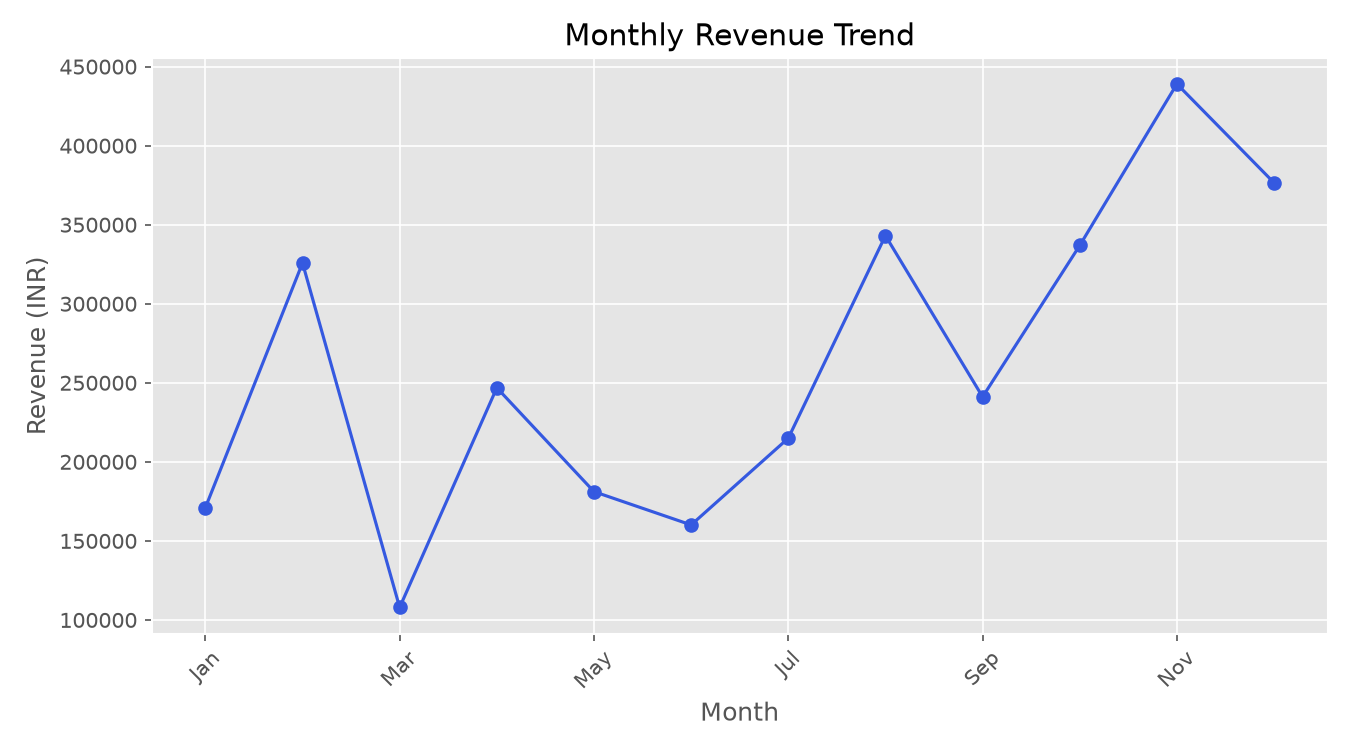 Monthly Revenue Trend
450000
400000
350000
300000
250000
200000
150000
100000
Revenue (INR)
Jan
Mar
May
Jul
Sep
Nov
Month